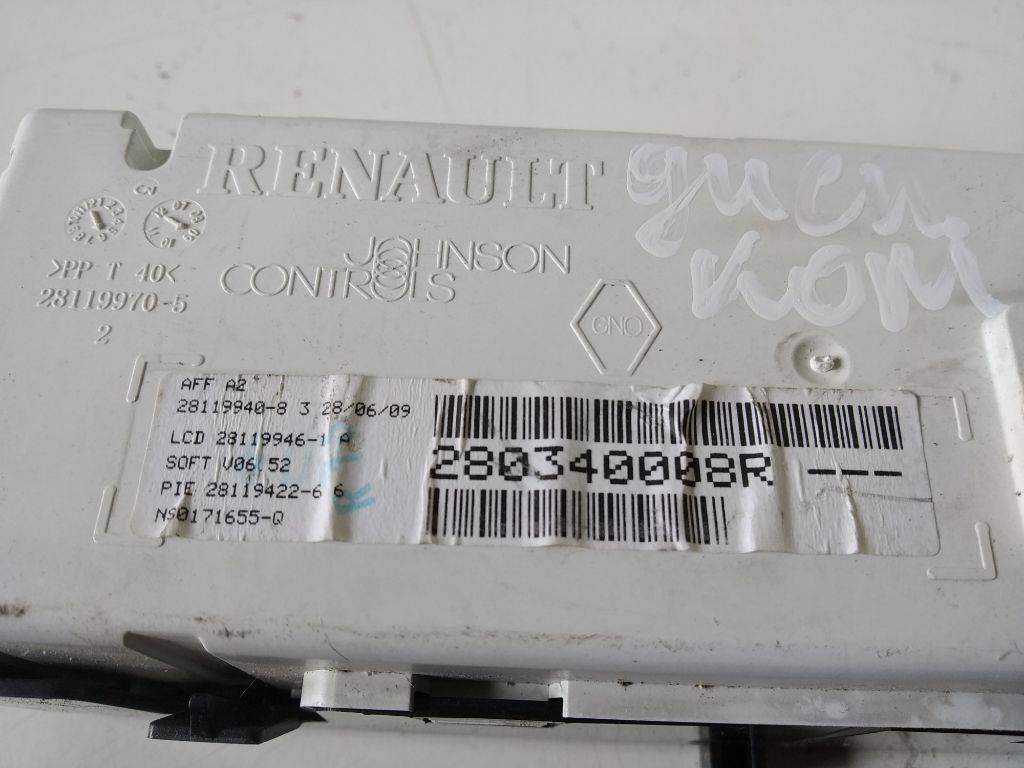 RENAULT
JOHNSON
CONTROLS
>PP T 40<
28119970-5
2
GNO
AFF A2
28119940-8 3 28/06/09
LCD 28119946-1 A
SOFT V06.52
PIE 28119422-6 6
N90171655-Q
280340008R ---
дисп.
ком